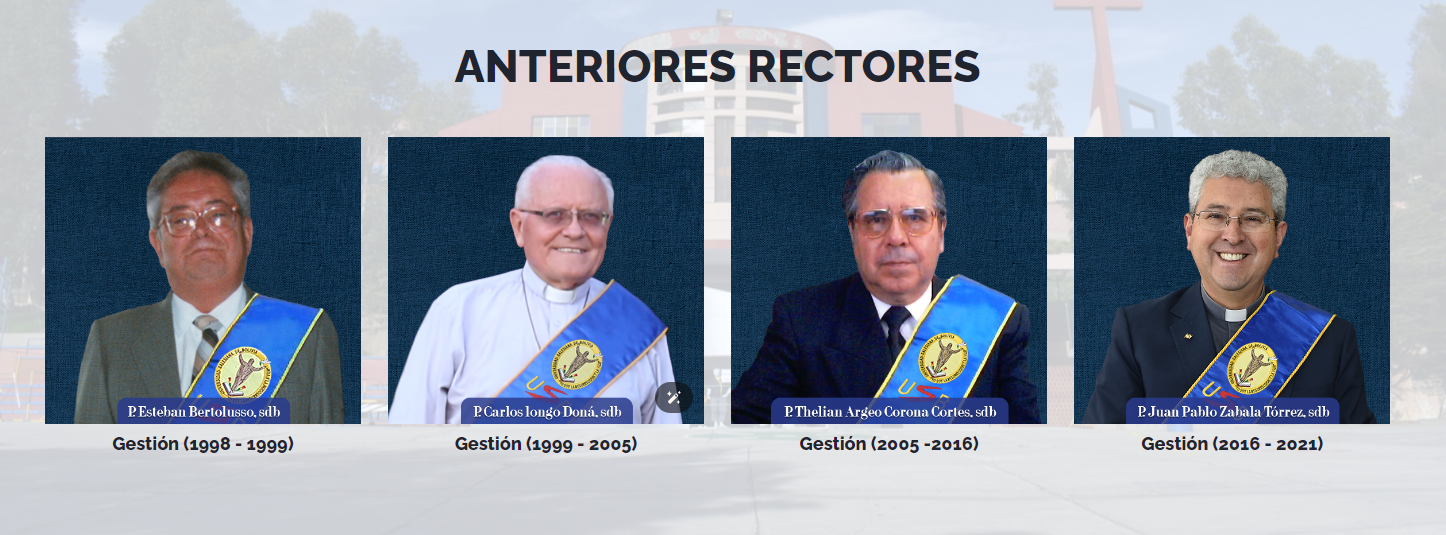 ANTERIORES RECTORES
P. Esteban Bertolusso, sdb
P. Carlos longo Doná, sdb
P. Thelian Argeo Corona Cortes, sdb
P. Juan Pablo Zabala Tórrez, sdb
Gestión (1998 - 1999)
Gestión (1999 - 2005)
Gestión (2005 -2016)
Gestión (2016 - 2021)